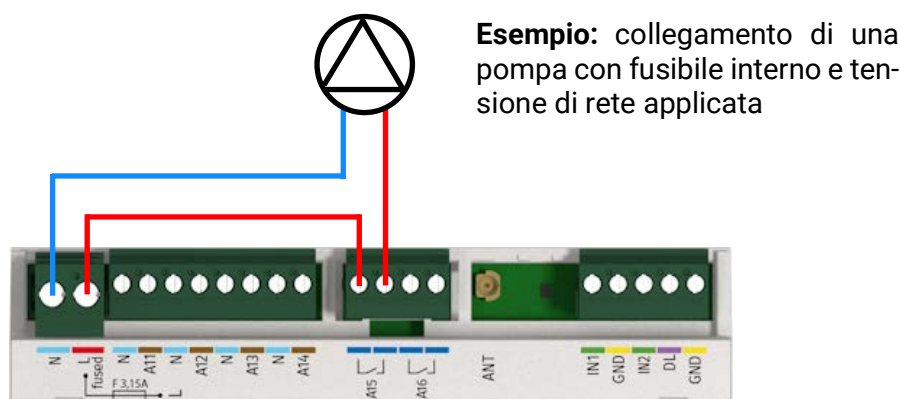 Esempio: collegamento di una
pompa con fusibile interno e ten-
sione di rete applicata
N
L
fused
N
A11
N
A12
N
A13
N
A14
A15
A16
ANT
IN1
GND
IN2
DL
GND
F 3,15A
L